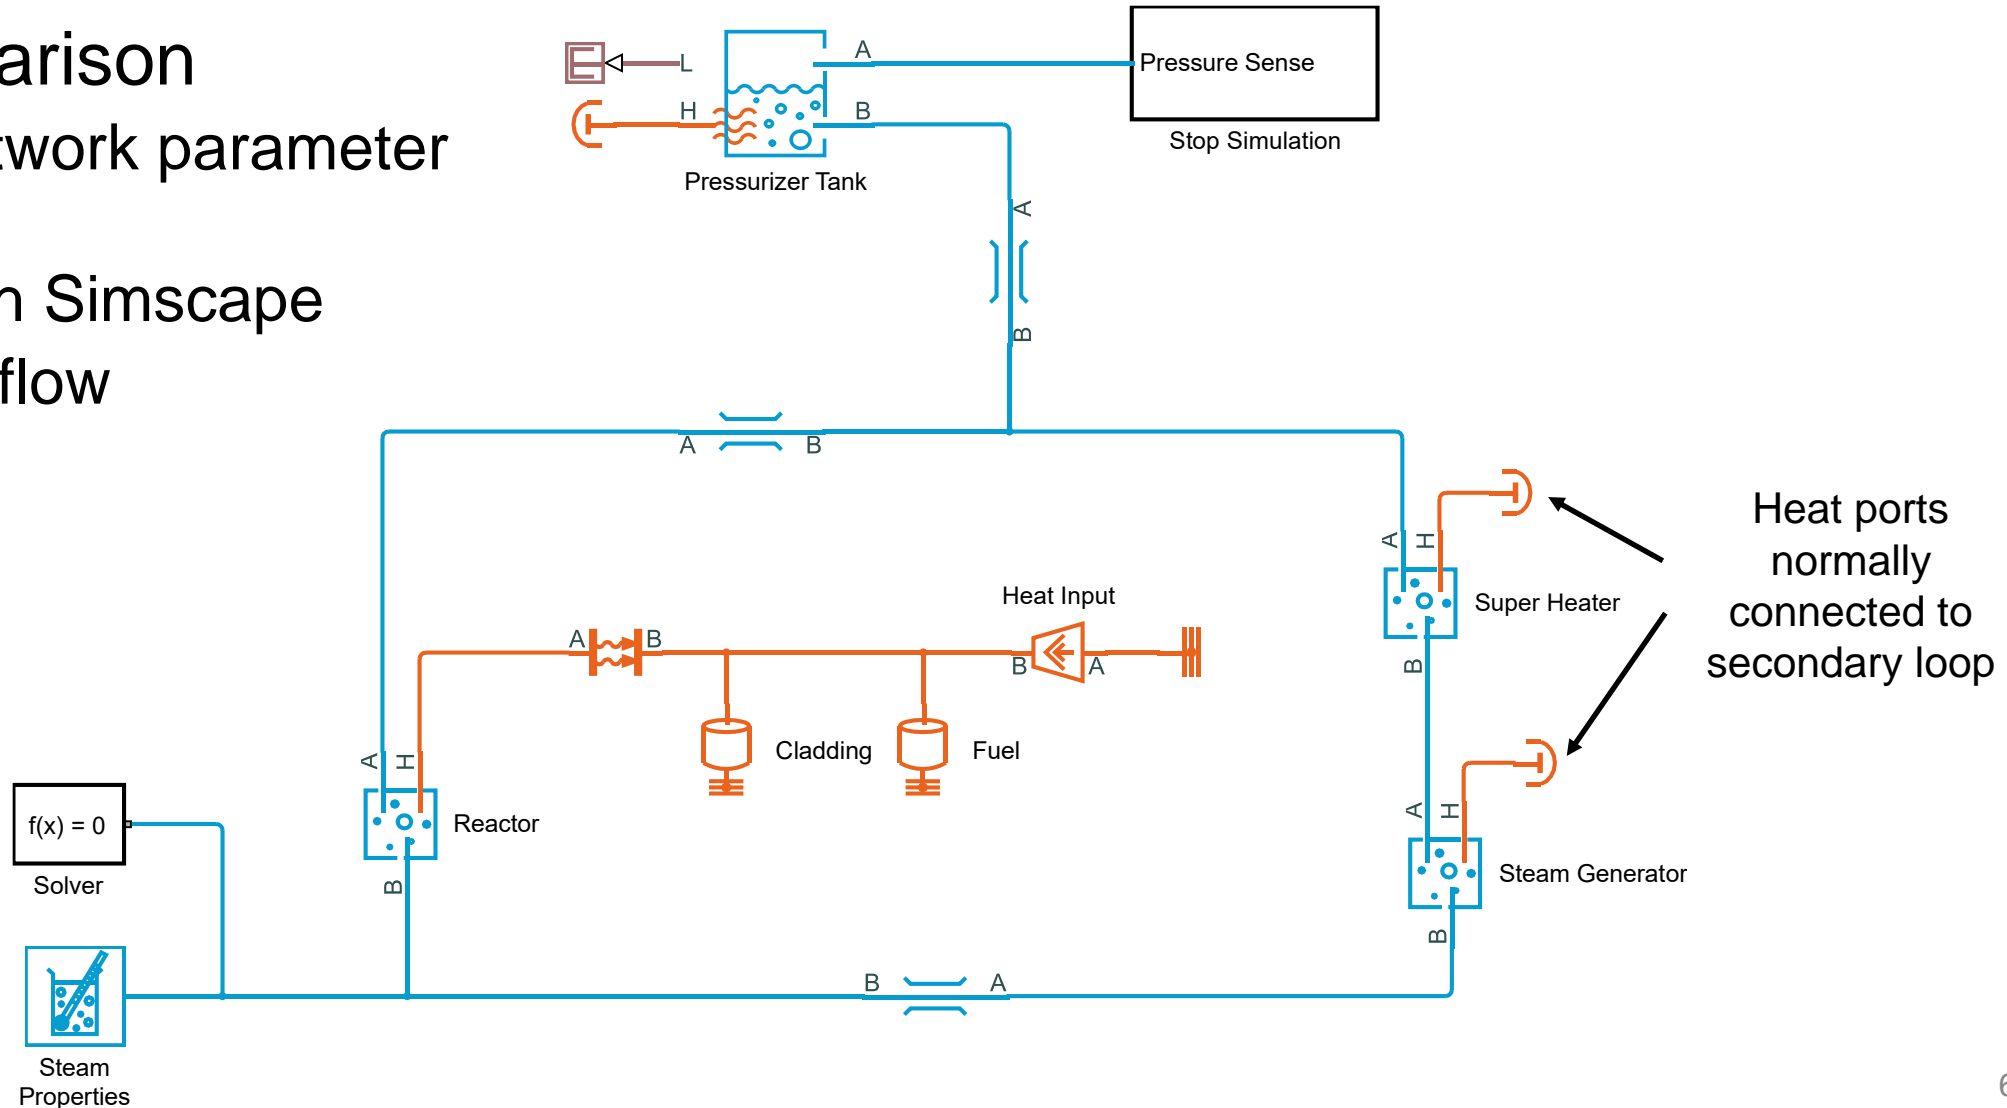 arison
twork parameter
n Simscape
flow
L
H
A
B
Pressurizer Tank
Pressure Sense
Stop Simulation
A
B
A
B
Heat Input
A
B
B
A
Cladding
Fuel
A
H
Reactor
B
A
H
Super Heater
B
A
H
Steam Generator
B
Heat ports
normally
connected to
secondary loop
f(x) = 0
Solver
B
A
Steam
Properties
6